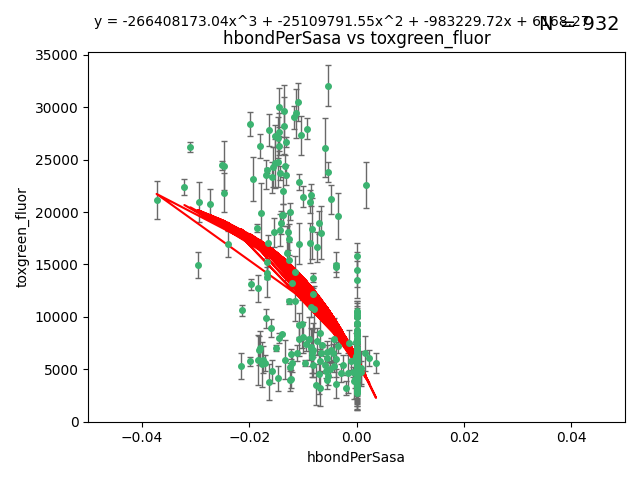 y = -266408173.04x^3 + -25109791.55x^2 + -983229.72x +
N = 932
hbondPerSasa vs toxgreen_fluor
35000
30000
25000
20000
15000
10000
5000
0
toxgreen_fluor
−0.04
−0.02
0.00
0.02
0.04
hbondPerSasa